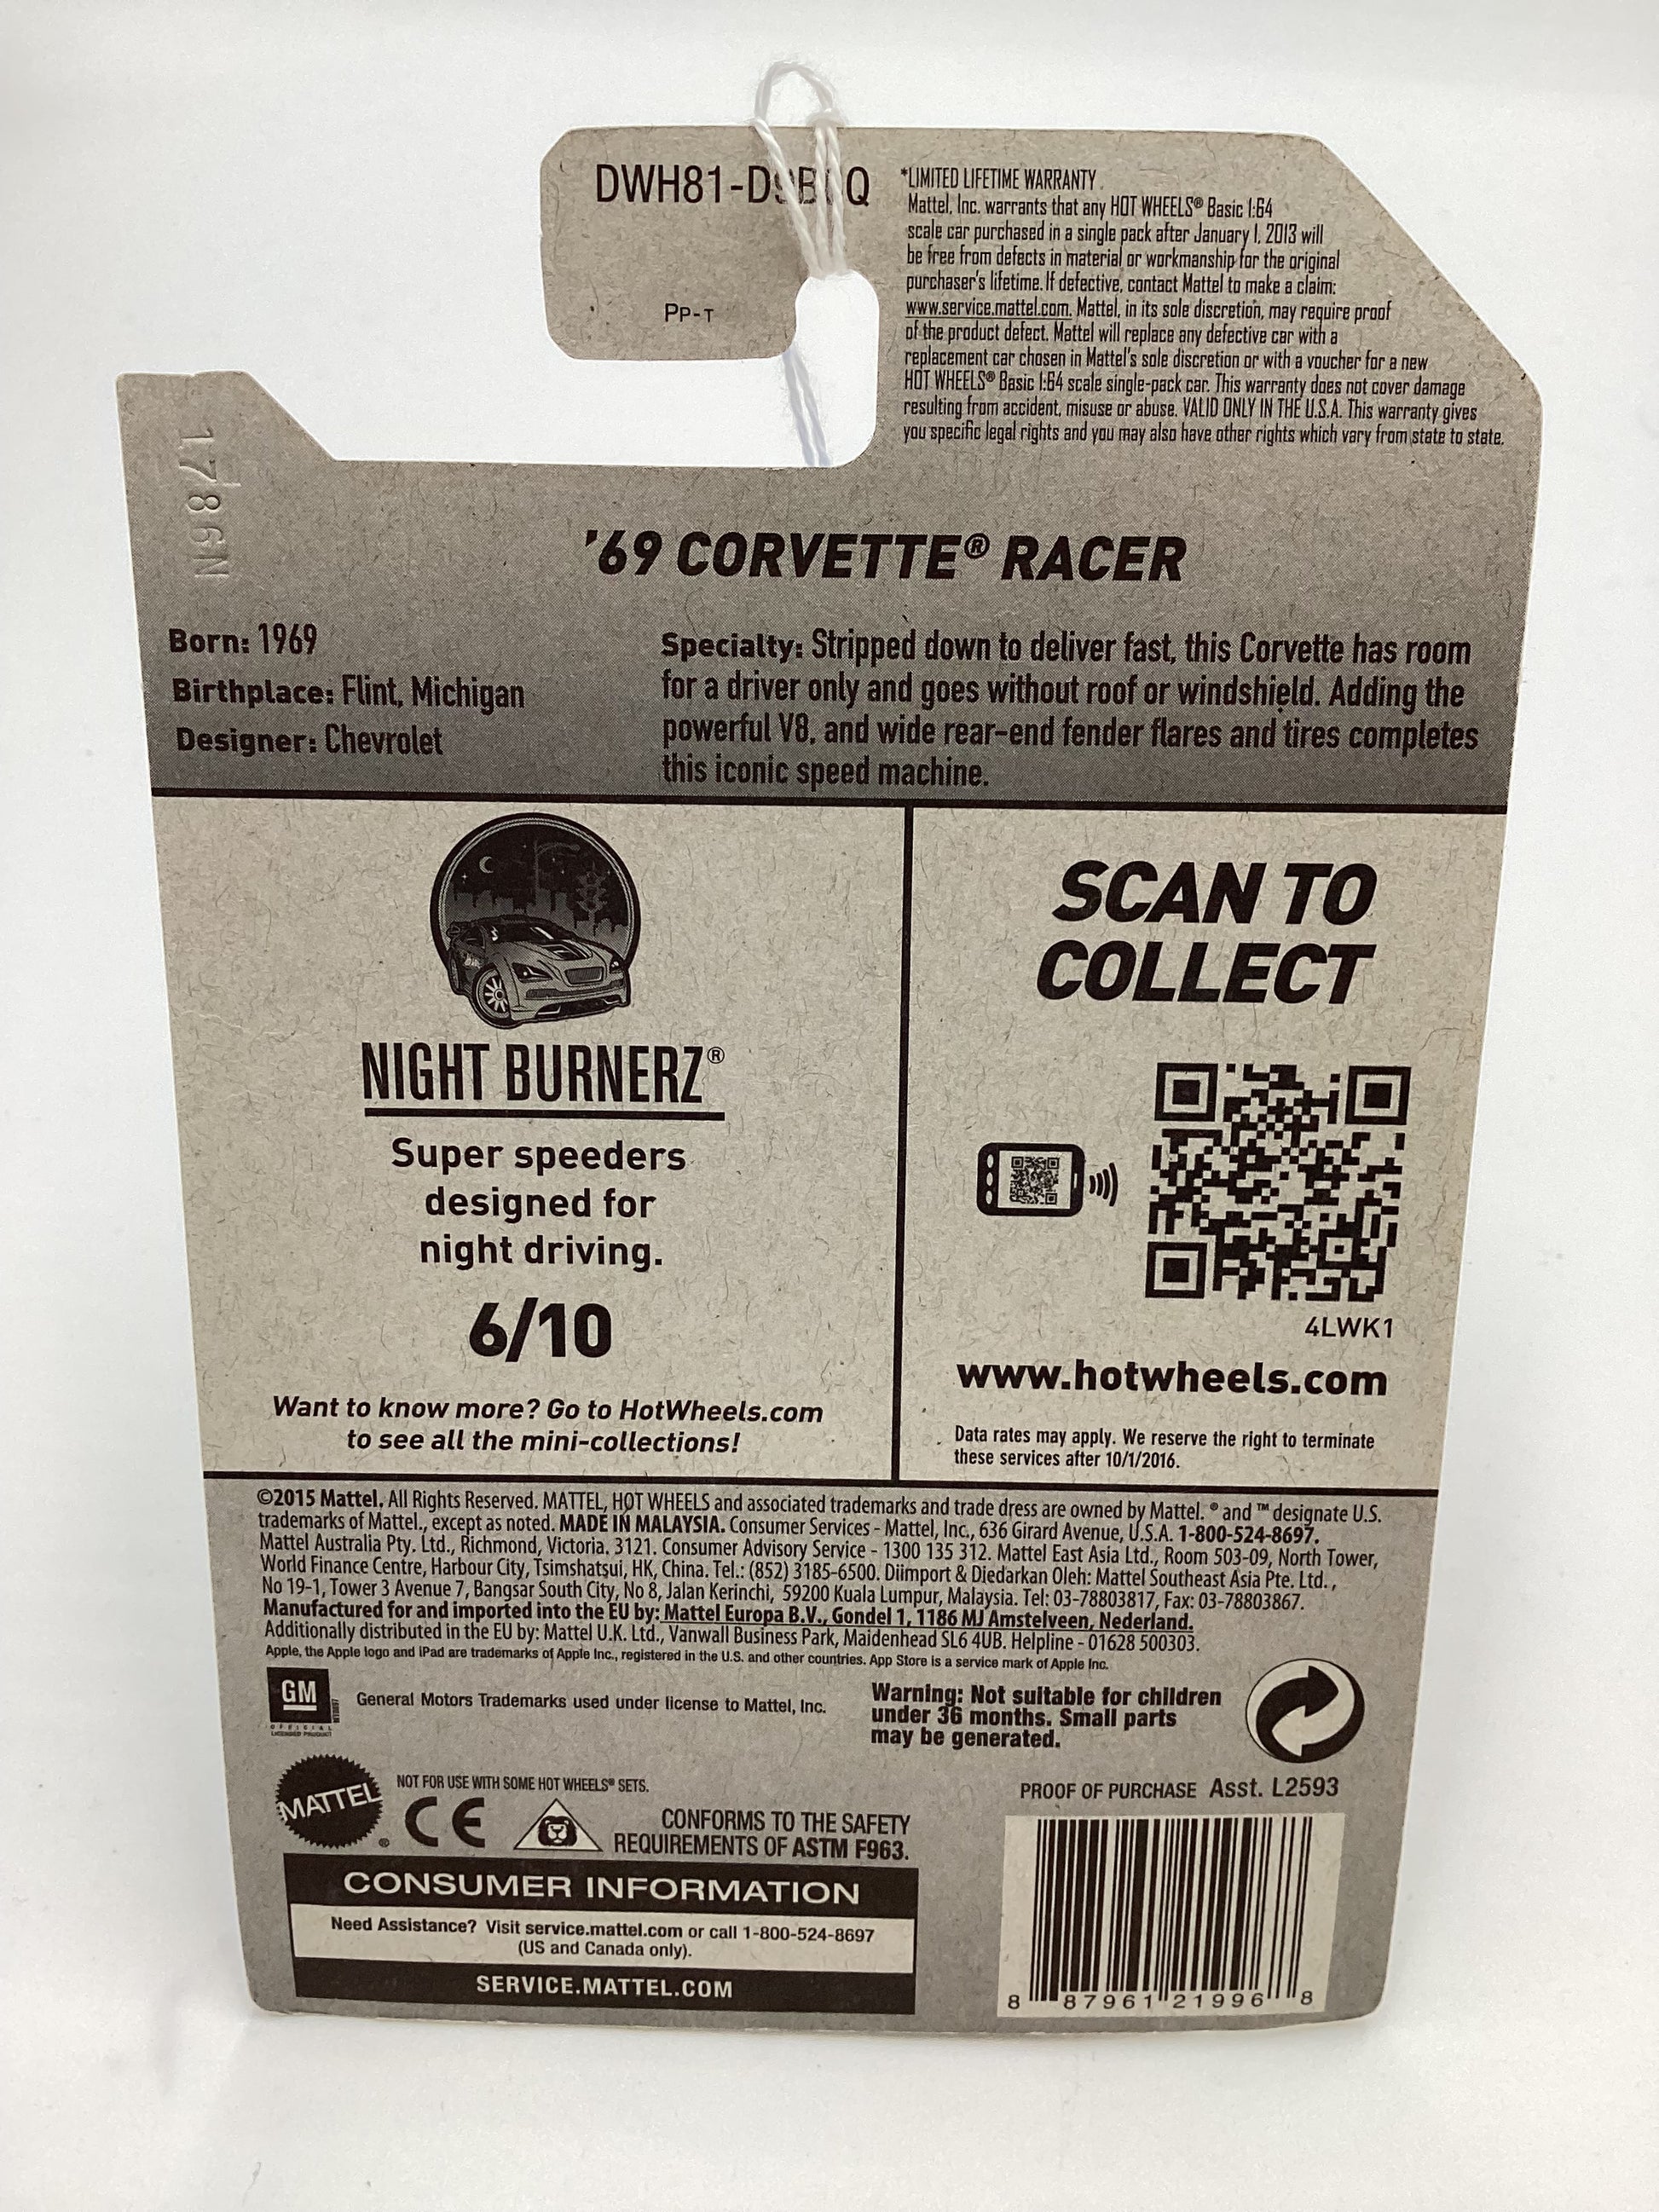 DWH81-D9B0Q
PP-T
*LIMITED LIFETIME WARRANTY
Mattel, Inc. warrants that any HOT WHEELS® Basic 1:64
scale car purchased in a single pack after January 1, 2013 will
be free from defects in material or workmanship for the original
purchaser's lifetime. If defective, contact Mattel to make a claim:
www.service.mattel.com. Mattel, in its sole discretion, may require proof
of the product defect. Mattel will replace any defective car with a
replacement car chosen in Mattel's sole discretion or with a voucher for a new
HOT WHEELS® Basic 1:64 scale single-pack car. This warranty does not cover damage
resulting from accident, misuse or abuse. VALID ONLY IN THE U.S.A. This warranty gives
you specific legal rights and you may also have other rights which vary from state to state.
1786N
'69 CORVETTE® RACER
Born: 1969
Birthplace: Flint, Michigan
Designer: Chevrolet
Specialty: Stripped down to deliver fast, this Corvette has room
for a driver only and goes without roof or windshield. Adding the
powerful V8, and wide rear-end fender flares and tires completes
this iconic speed machine.
NIGHT BURNERZ®
Super speeders
designed for
night driving.
6/10
Want to know more? Go to HotWheels.com
to see all the mini-collections!
SCAN TO
COLLECT
4LWK1
www.hotwheels.com
Data rates may apply. We reserve the right to terminate
these services after 10/1/2016.
©2015 Mattel. All Rights Reserved. MATTEL, HOT WHEELS and associated trademarks and trade dress are owned by Mattel. ® and ™ designate U.S.
trademarks of Mattel., except as noted. MADE IN MALAYSIA. Consumer Services - Mattel, Inc., 636 Girard Avenue, U.S.A. 1-800-524-8697.
Mattel Australia Pty. Ltd., Richmond, Victoria. 3121. Consumer Advisory Service - 1300 135 312. Mattel East Asia Ltd., Room 503-09, North Tower,
World Finance Centre, Harbour City, Tsimshatsui, HK, China. Tel.: (852) 3185-6500. Diimport & Diedarkan Oleh: Mattel Southeast Asia Pte. Ltd.,
No 19-1, Tower 3 Avenue 7, Bangsar South City, No 8, Jalan Kerinchi, 59200 Kuala Lumpur, Malaysia. Tel: 03-78803817, Fax: 03-78803867.
Manufactured for and imported into the EU by: Mattel Europa B.V., Gondel 1, 1186 MJ Amstelveen, Nederland.
Additionally distributed in the EU by: Mattel U.K. Ltd., Vanwall Business Park, Maidenhead SL6 4UB. Helpline - 01628 500303.
Apple, the Apple logo and iPad are trademarks of Apple Inc., registered in the U.S. and other countries. App Store is a service mark of Apple Inc.
GM
OFFICIAL
LICENSED PRODUCT
General Motors Trademarks used under license to Mattel, Inc.
Warning: Not suitable for children
under 36 months. Small parts
may be generated.
MATTEL®
NOT FOR USE WITH SOME HOT WHEELS® SETS.
CE
CONFORMS TO THE SAFETY
REQUIREMENTS OF ASTM F963.
PROOF OF PURCHASE Asst. L2593
CONSUMER INFORMATION
Need Assistance? Visit service.mattel.com or call 1-800-524-8697
(US and Canada only).
SERVICE.MATTEL.COM
8 87961 21996 8